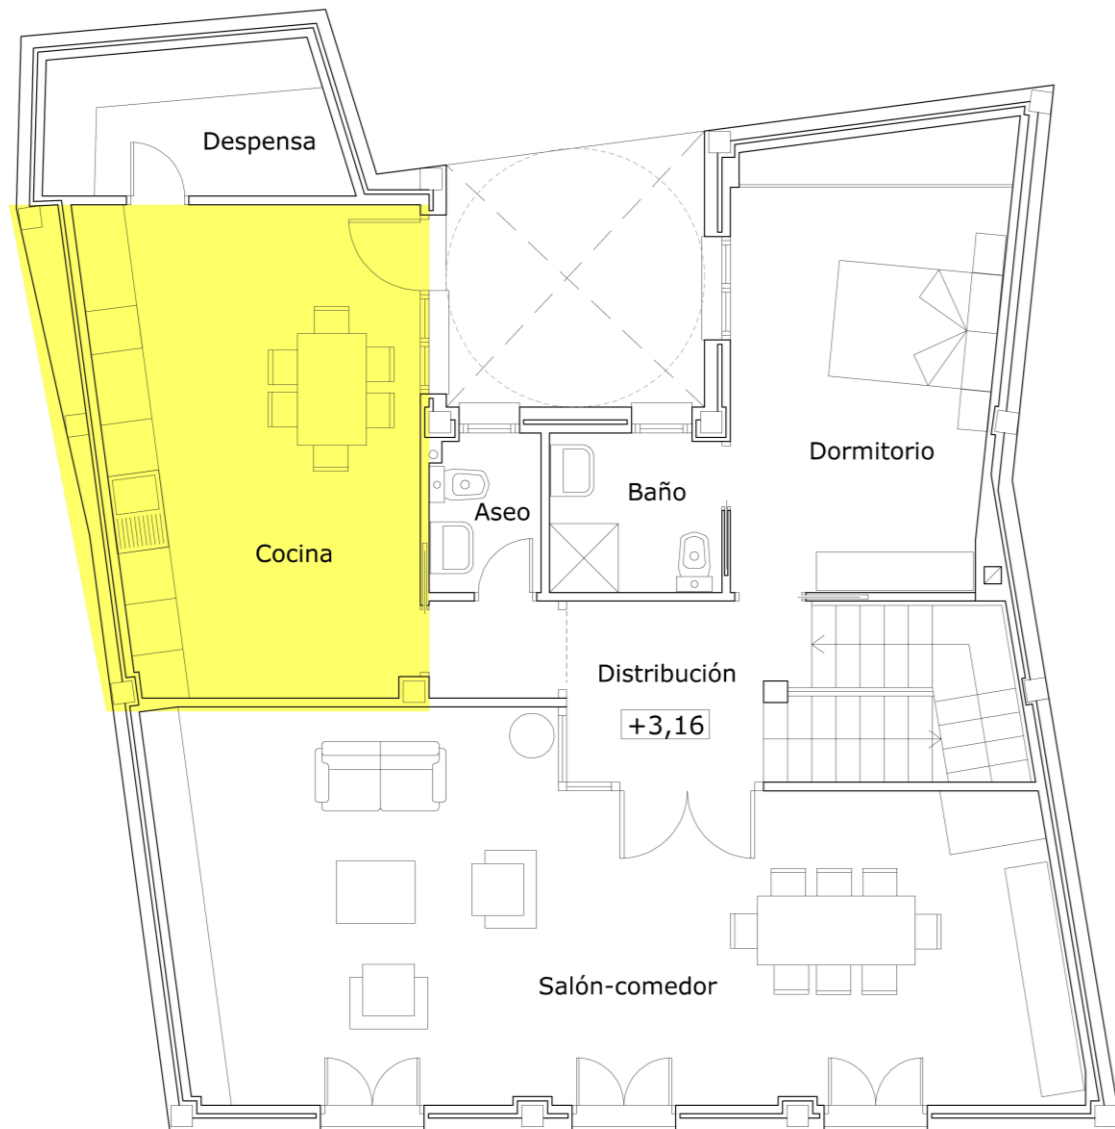 Despensa
Dormitorio
Baño
Aseo
Cocina
Distribución
+3,16
Salón-comedor